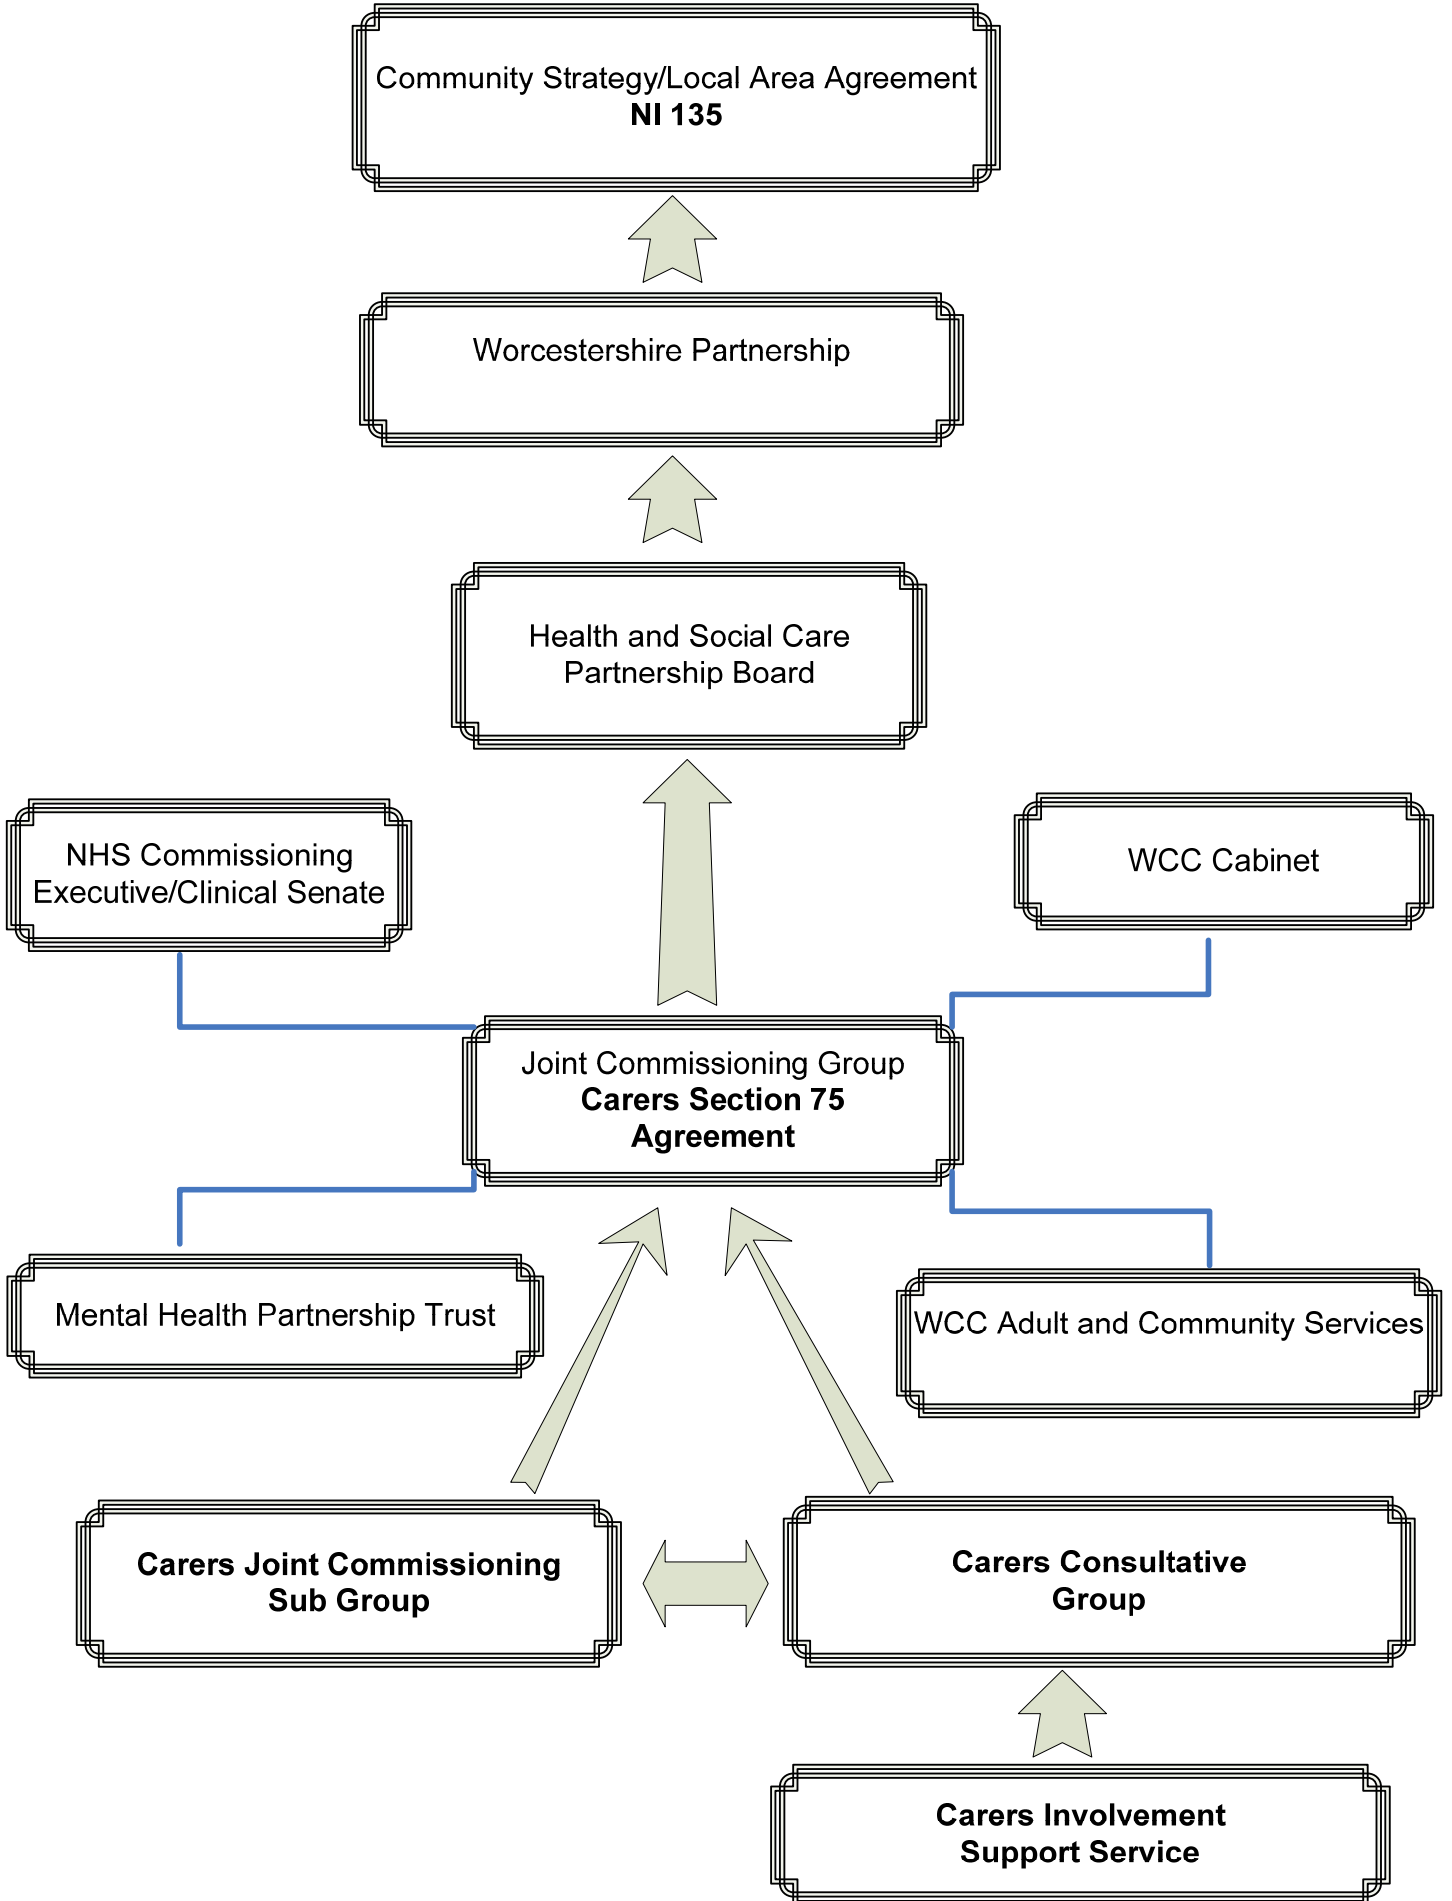 Community Strategy/Local Area Agreement
NI 135
Worcestershire Partnership
Health and Social Care
Partnership Board
NHS Commissioning
Executive/Clinical Senate
WCC Cabinet
Joint Commissioning Group
Carers Section 75
Agreement
Mental Health Partnership Trust
WCC Adult and Community Services
Carers Joint Commissioning
Sub Group
Carers Consultative
Group
Carers Involvement
Support Service